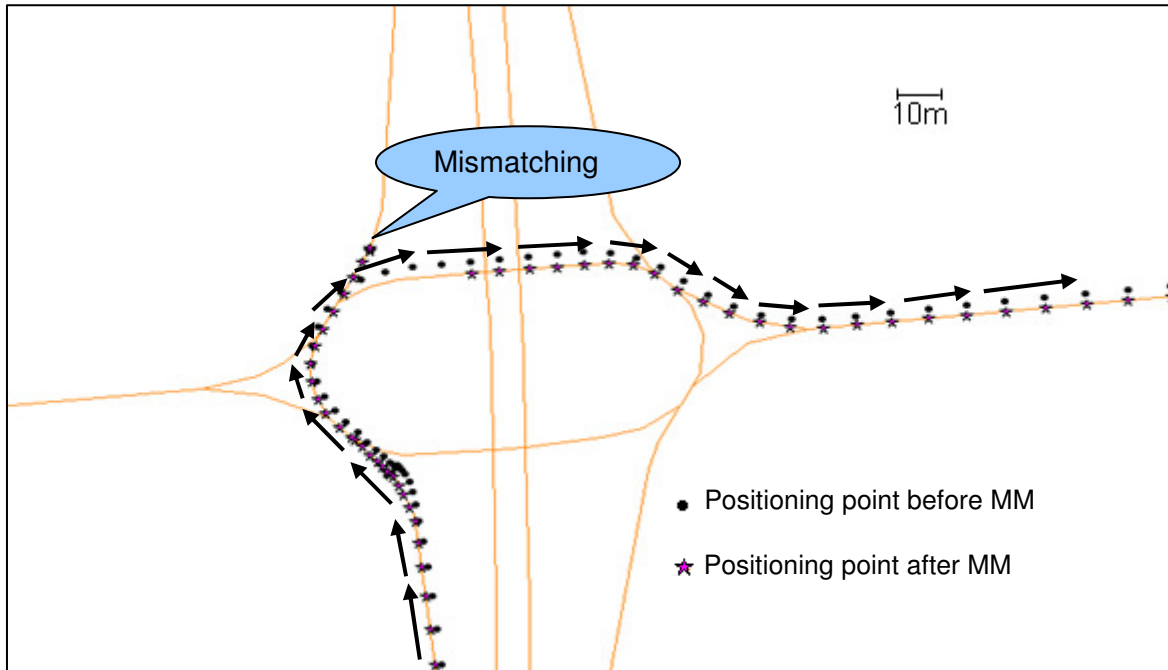 10m
Mismatching
Positioning point before MM
Positioning point after MM